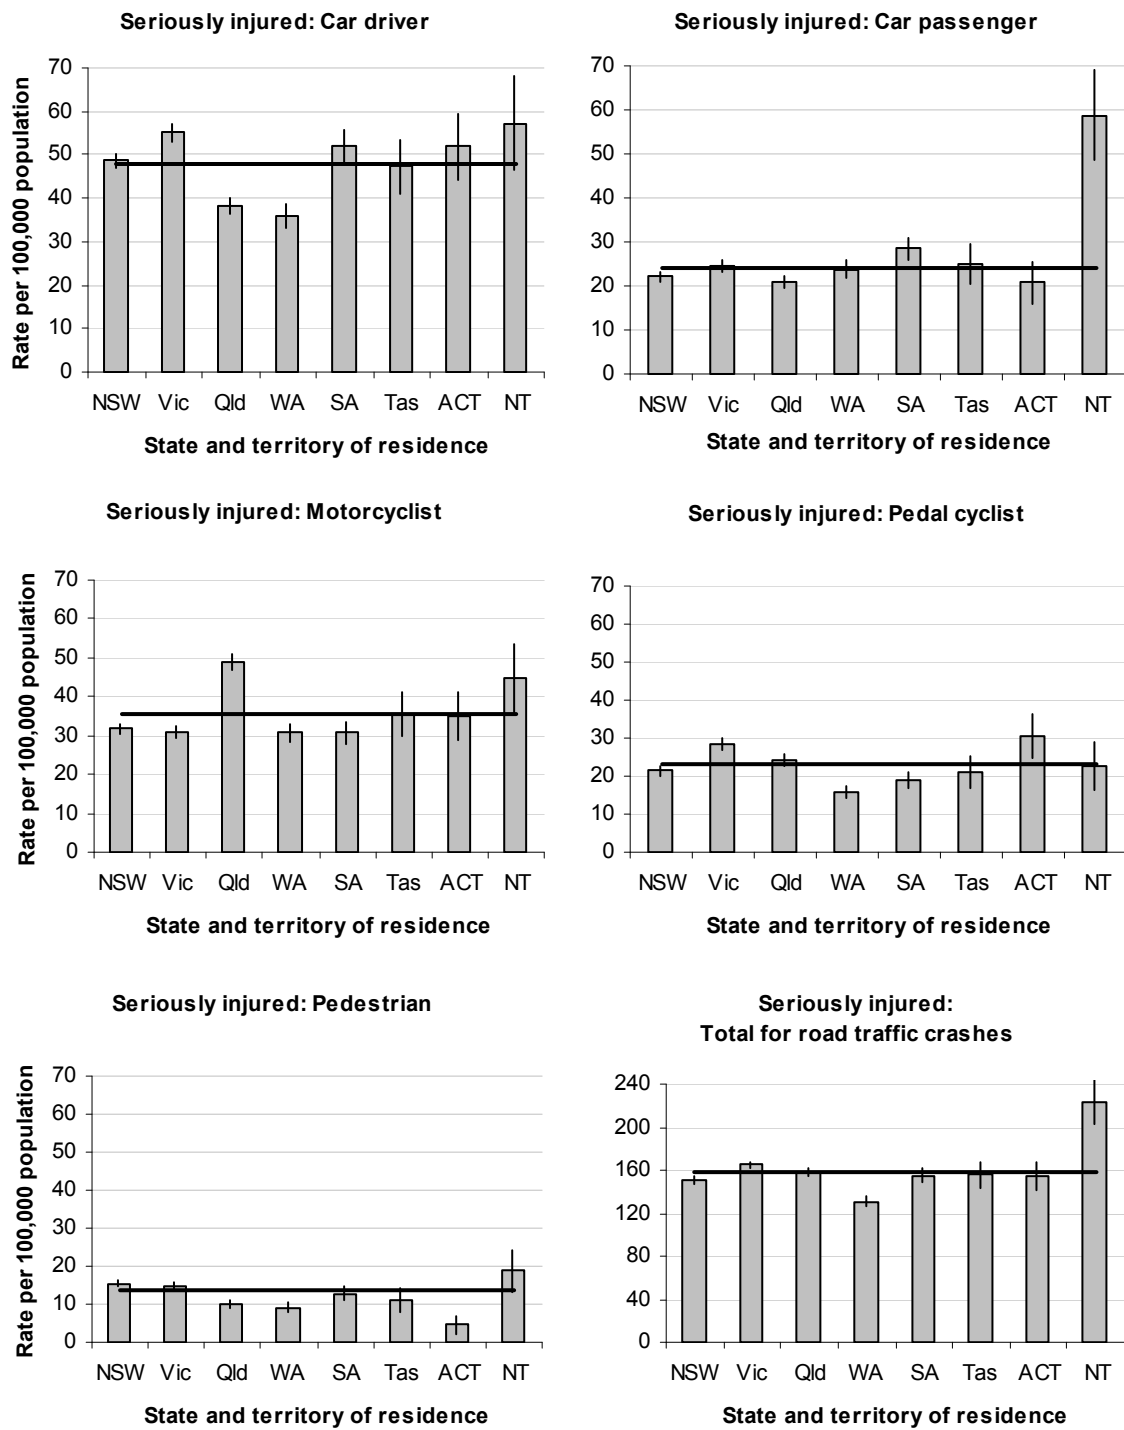 Seriously injured: Car driver
Rate per 100,000 population
70
60
50
40
30
20
10
0
NSW Vic Qld WA SA Tas ACT NT
State and territory of residence
Seriously injured: Car passenger
70
60
50
40
30
20
10
0
NSW Vic Qld WA SA Tas ACT NT
State and territory of residence
Seriously injured: Motorcyclist
Rate per 100,000 population
70
60
50
40
30
20
10
0
NSW Vic Qld WA SA Tas ACT NT
State and territory of residence
Seriously injured: Pedal cyclist
70
60
50
40
30
20
10
0
NSW Vic Qld WA SA Tas ACT NT
State and territory of residence
Seriously injured: Pedestrian
Rate per 100,000 population
70
60
50
40
30
20
10
0
NSW Vic Qld WA SA Tas ACT NT
State and territory of residence
Seriously injured:
Total for road traffic crashes
240
200
160
120
80
40
0
NSW Vic Qld WA SA Tas ACT NT
State and territory of residence